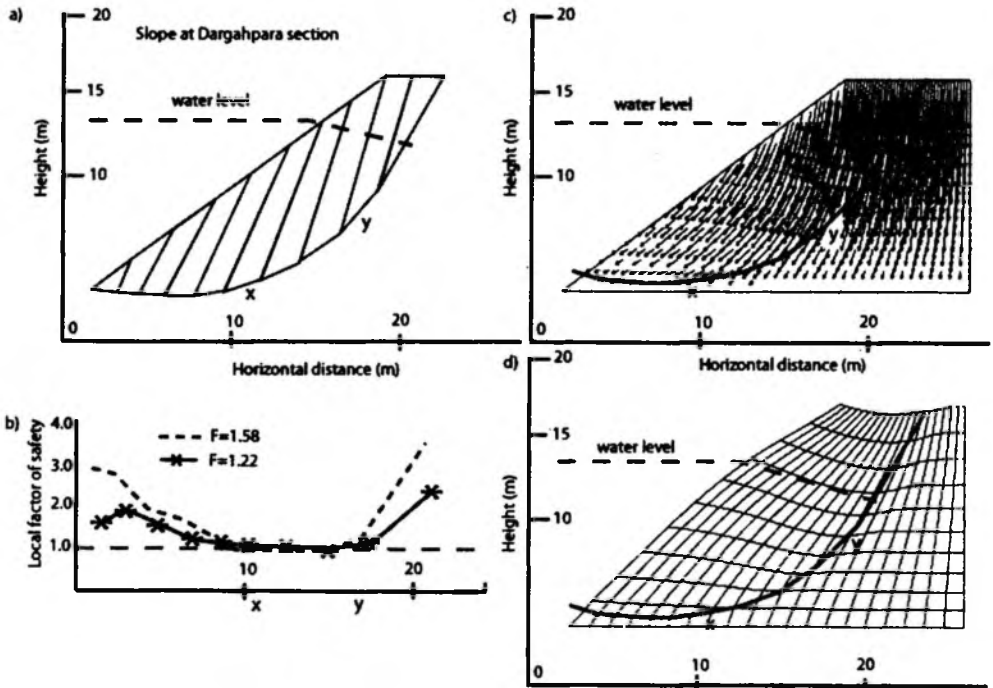 a)
20
Slope at Dargahpara section
15
water level
10
Height (m)
y
x
0
10
20
Horizontal distance (m)
b)
4.0
3.0
2.0
1.0
Local factor of safety
F=1.58
F=1.22
10
20
x
y
c)
20
15
water level
10
Height (m)
y
x
0
10
20
Horizontal distance (m)
d)
20
15
water level
10
Height (m)
y
x
0
10
20